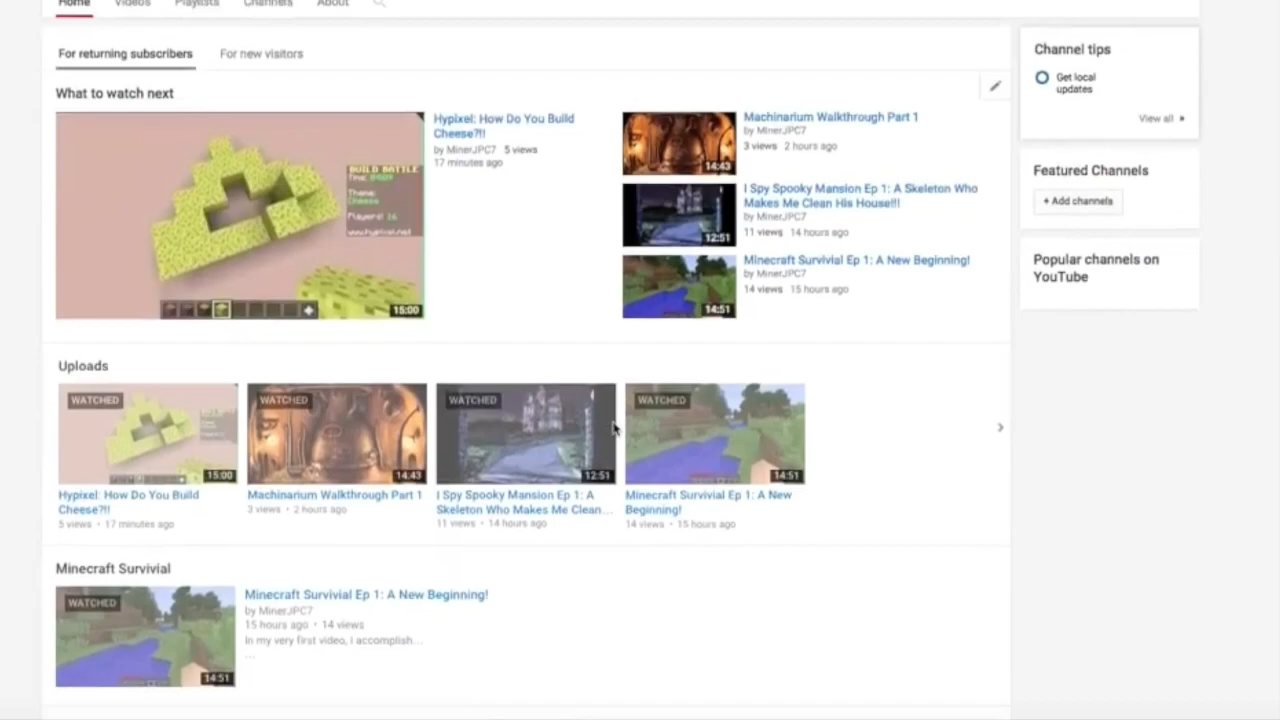 Home Videos Playlists Channels About
For returning subscribers For new visitors
What to watch next
BUILD BATTLE
Theme:
Cheese
Players: 16
www.hypixel.net
15:00
Hypixel: How Do You Build
Cheese?!!
by MinerJPC7 5 views
17 minutes ago
14:43
Machinarium Walkthrough Part 1
by MinerJPC7
3 views 2 hours ago
12:51
I Spy Spooky Mansion Ep 1: A Skeleton Who
Makes Me Clean His House!!!
by MinerJPC7
11 views 14 hours ago
14:51
Minecraft Survivial Ep 1: A New Beginning!
by MinerJPC7
14 views 15 hours ago
Channel tips
Get local
updates
View all
Featured Channels
+ Add channels
Popular channels on
YouTube
Uploads
WATCHED
15:00
Hypixel: How Do You Build
Cheese?!!
5 views • 17 minutes ago
WATCHED
14:43
Machinarium Walkthrough Part 1
3 views • 2 hours ago
WATCHED
12:51
I Spy Spooky Mansion Ep 1: A
Skeleton Who Makes Me Clean...
11 views • 14 hours ago
WATCHED
14:51
Minecraft Survivial Ep 1: A New
Beginning!
14 views • 15 hours ago
Minecraft Survivial
WATCHED
14:51
Minecraft Survivial Ep 1: A New Beginning!
by MinerJPC7
15 hours ago • 14 views
In my very first video, I accomplish...
...